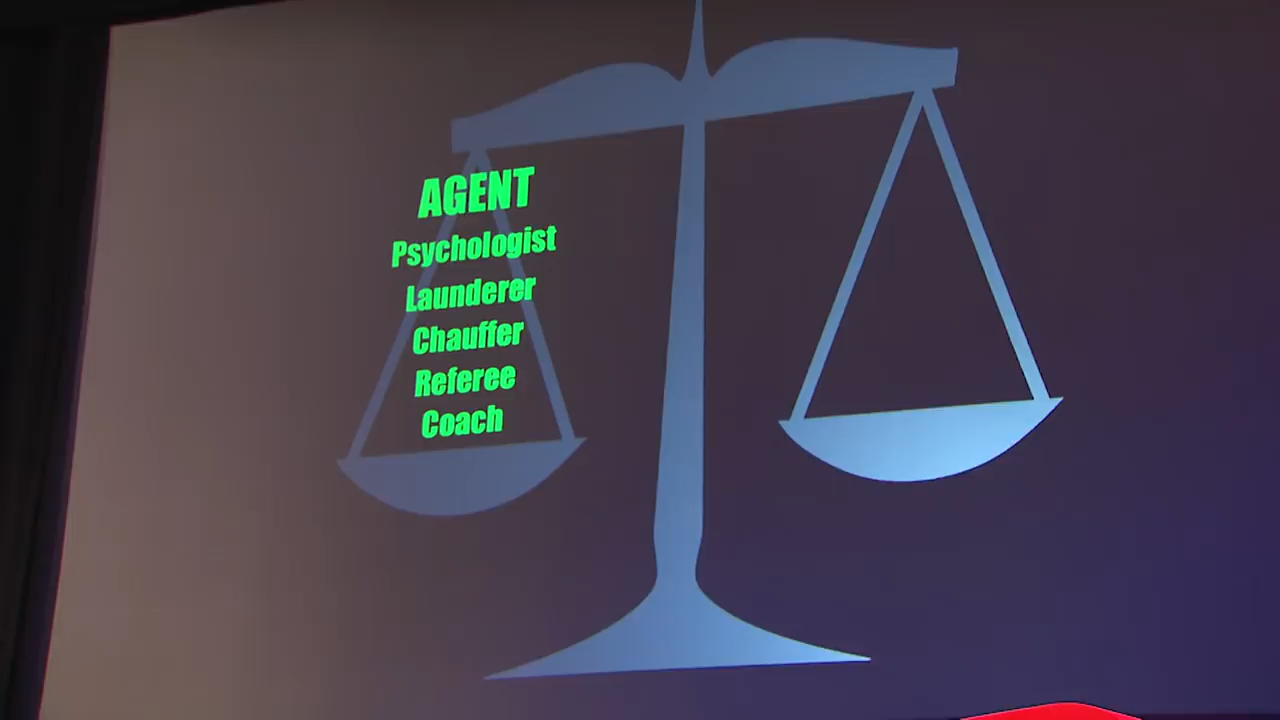 AGENT
Psychologist
Launderer
Chauffer
Referee
Coach